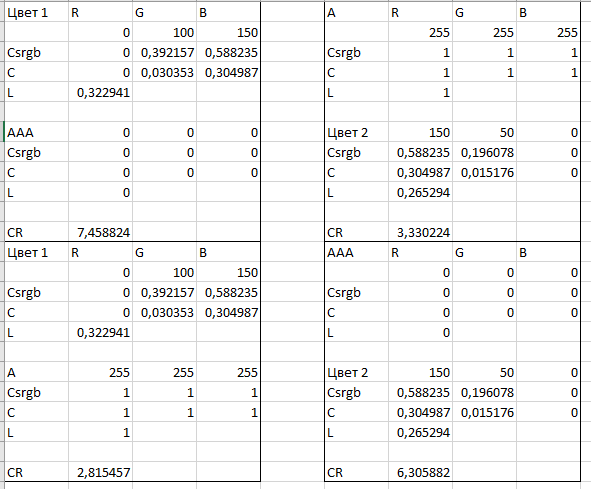 Цвет 1 R G B A R G B
0 100 150 255 255 255
Csrgb 0 0,392157 0,588235 Csrgb 1 1 1
C 0 0,030353 0,304987 C 1 1 1
L 0,322941 L 1
AAA 0 0 0 Цвет 2 150 50 0
Csrgb 0 0 0 Csrgb 0,588235 0,196078 0
C 0 0 0 C 0,304987 0,015176 0
L 0 L 0,265294
CR 7,458824 CR 3,330224
Цвет 1 R G B AAA R G B
0 100 150 0 0 0
Csrgb 0 0,392157 0,588235 Csrgb 0 0 0
C 0 0,030353 0,304987 C 0 0 0
L 0,322941 L 0
A 255 255 255 Цвет 2 150 50 0
Csrgb 1 1 1 Csrgb 0,588235 0,196078 0
C 1 1 1 C 0,304987 0,015176 0
L 1 L 0,265294
CR 2,815457 CR 6,305882